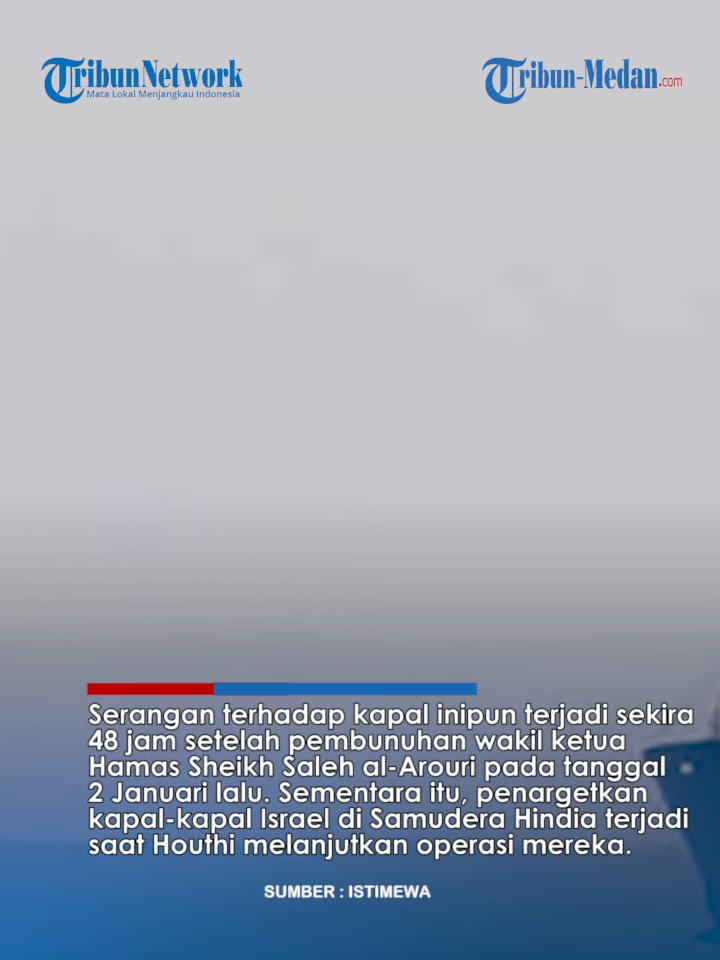 TribunNetwork
Mata Lokal Menjangkau Indonesia
Tribun-Medan.com
Serangan terhadap kapal inipun terjadi sekira
48 jam setelah pembunuhan wakil ketua
Hamas Sheikh Saleh al-Arouri pada tanggal
2 Januari lalu. Sementara itu, penargetkan
kapal-kapal Israel di Samudera Hindia terjadi
saat Houthi melanjutkan operasi mereka.
SUMBER : ISTIMEWA